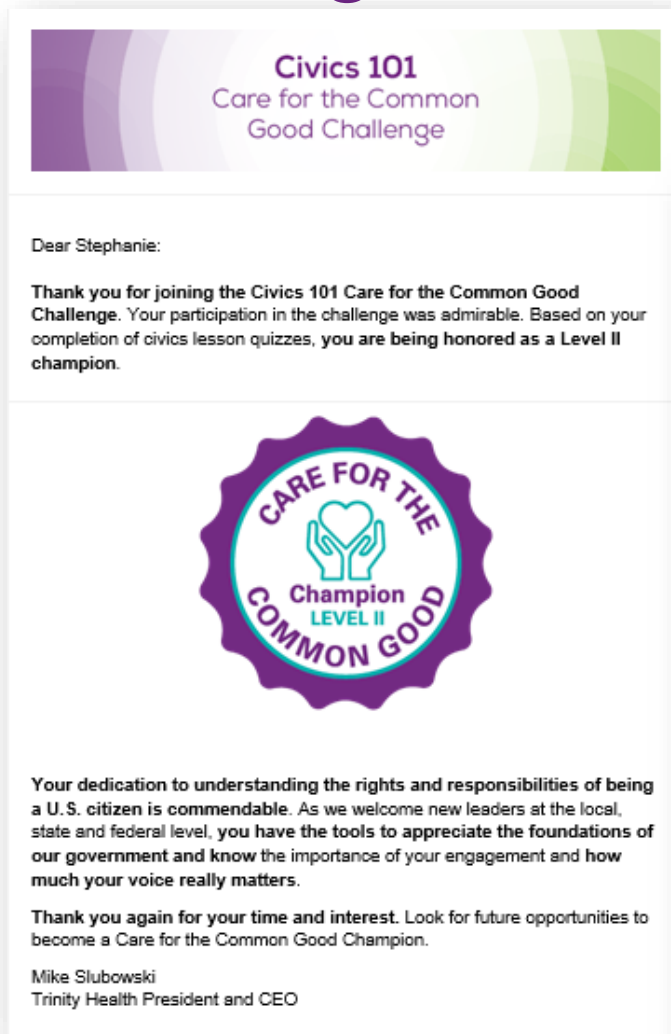 Civics 101
Care for the Common
Good Challenge
Dear Stephanie:
Thank you for joining the Civics 101 Care for the Common Good
Challenge. Your participation in the challenge was admirable. Based on your
completion of civics lesson quizzes, you are being honored as a Level II
champion.
CARE FOR THE
Champion
LEVEL II
COMMON GOOD
Your dedication to understanding the rights and responsibilities of being
a U.S. citizen is commendable. As we welcome new leaders at the local,
state and federal level, you have the tools to appreciate the foundations of
our government and know the importance of your engagement and how
much your voice really matters.
Thank you again for your time and interest. Look for future opportunities to
become a Care for the Common Good Champion.
Mike Slubowski
Trinity Health President and CEO